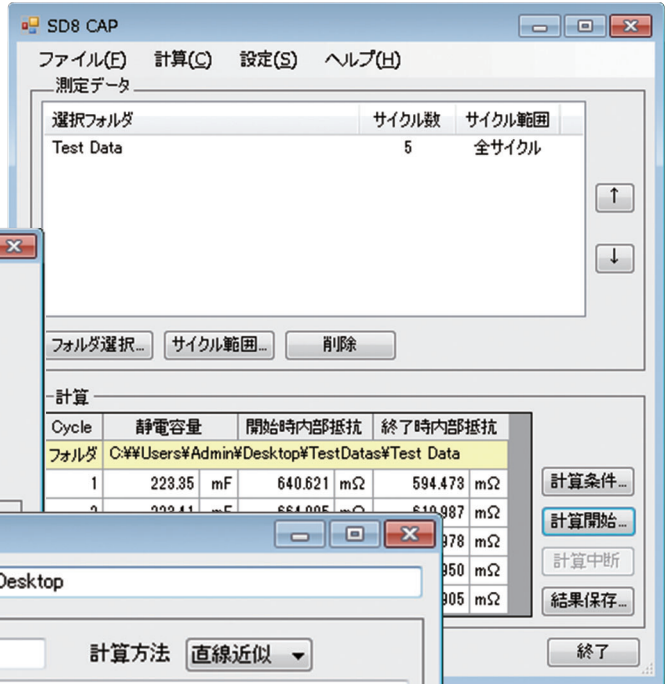 SD8 CAP
ファイル(F) 計算(C) 設定(S) ヘルプ(H)
測定データ
選択フォルダ サイクル数 サイクル範囲
Test Data 5 全サイクル
↑
↓
フォルダ選択... サイクル範囲... 削除
計算
Cycle 静電容量 開始時内部抵抗 終了時内部抵抗
フォルダ C:¥¥Users¥Admin¥Desktop¥TestDatas¥Test Data
1 223.35 mF 640.621 mΩ 594.473 mΩ
mΩ
978 mΩ
950 mΩ
905 mΩ
計算条件...
計算開始...
計算中断
結果保存...
終了
Desktop
計算方法 直線近似